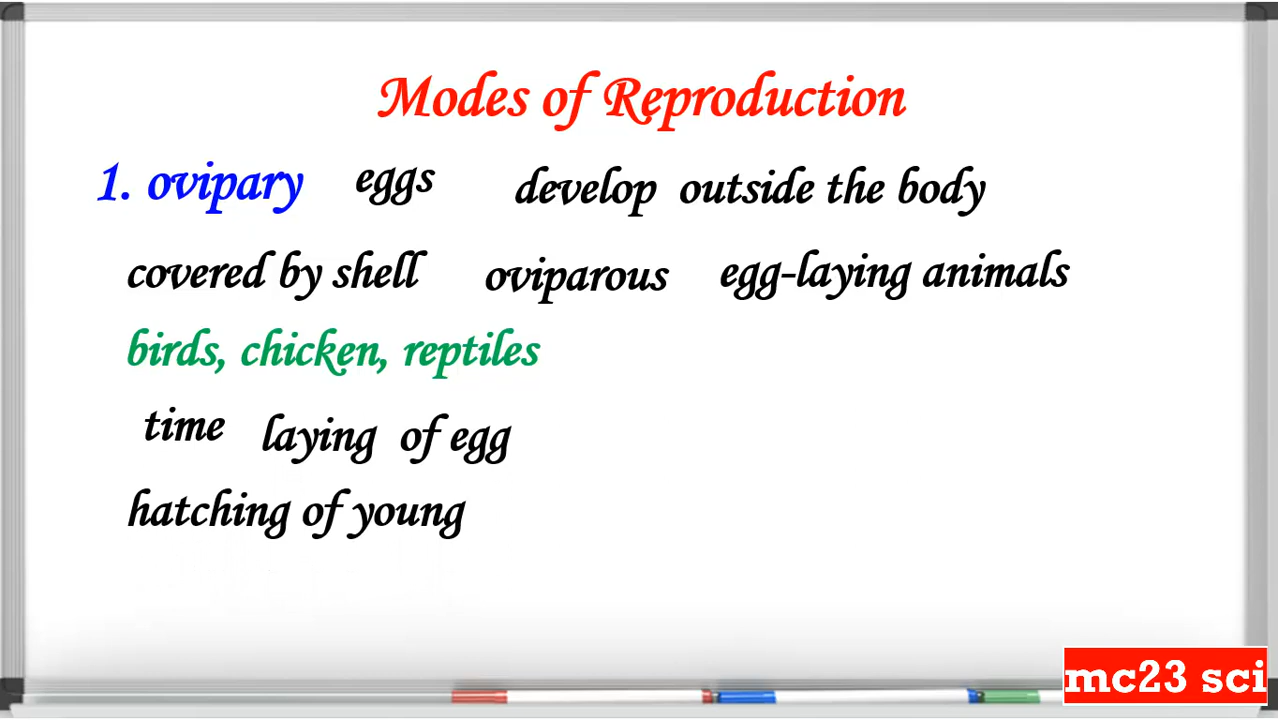 Modes of Reproduction
1. ovipary eggs develop outside the body
covered by shell oviparous egg-laying animals
birds, chicken, reptiles
time laying of egg
hatching of young
mc23 sci